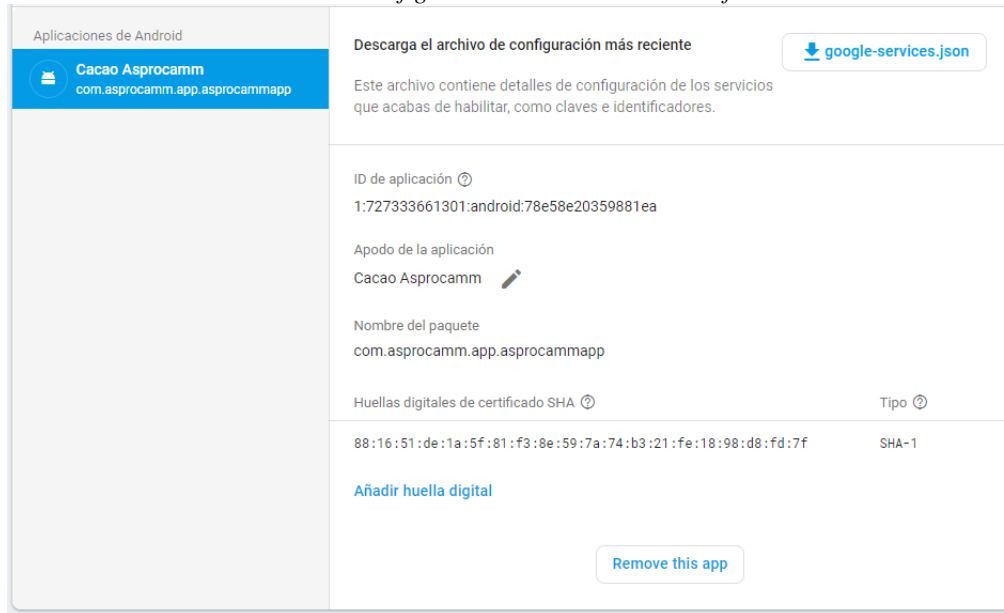 Aplicaciones de Android
Cacao Asprocamm
com.asprocamm.app.asprocammapp
Descarga el archivo de configuración más reciente
google-services.json
Este archivo contiene detalles de configuración de los servicios
que acabas de habilitar, como claves e identificadores.
ID de aplicación
1:727333661301:android:78e58e20359881ea
Apodo de la aplicación
Cacao Asprocamm
Nombre del paquete
com.asprocamm.app.asprocammapp
Huellas digitales de certificado SHA Tipo
88:16:51:de:1a:5f:81:f3:8e:59:7a:74:b3:21:fe:18:98:d8:fd:7f SHA-1
Añadir huella digital
Remove this app